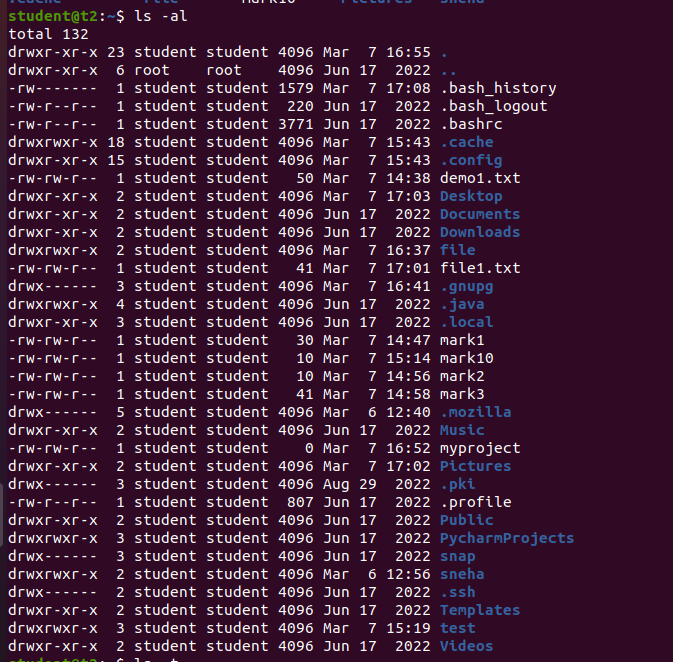 student@t2:~$ ls -al
total 132
drwxr-xr-x 23 student student 4096 Mar  7 16:55 .
drwxr-xr-x  6 root    root    4096 Jun 17  2022 ..
-rw-------  1 student student 1579 Mar  7 17:08 .bash_history
-rw-r--r--  1 student student  220 Jun 17  2022 .bash_logout
-rw-r--r--  1 student student 3771 Jun 17  2022 .bashrc
drwxrwxr-x 18 student student 4096 Mar  7 15:43 .cache
drwxr-xr-x 15 student student 4096 Mar  7 15:43 .config
-rw-rw-r--  1 student student   50 Mar  7 14:38 demo1.txt
drwxr-xr-x  2 student student 4096 Mar  7 17:03 Desktop
drwxr-xr-x  2 student student 4096 Jun 17  2022 Documents
drwxr-xr-x  2 student student 4096 Jun 17  2022 Downloads
drwxrwxr-x  2 student student 4096 Mar  7 16:37 file
-rw-rw-r--  1 student student   41 Mar  7 17:01 file1.txt
drwx------  3 student student 4096 Mar  7 16:41 .gnupg
drwxrwxr-x  4 student student 4096 Jun 17  2022 .java
drwxr-xr-x  3 student student 4096 Jun 17  2022 .local
-rw-rw-r--  1 student student   30 Mar  7 14:47 mark1
-rw-rw-r--  1 student student   10 Mar  7 15:14 mark10
-rw-rw-r--  1 student student   10 Mar  7 14:56 mark2
-rw-rw-r--  1 student student   41 Mar  7 14:58 mark3
drwx------  5 student student 4096 Mar  6 12:40 .mozilla
drwxr-xr-x  2 student student 4096 Jun 17  2022 Music
-rw-rw-r--  1 student student    0 Mar  7 16:52 myproject
drwxr-xr-x  2 student student 4096 Mar  7 17:02 Pictures
drwx------  3 student student 4096 Aug 29  2022 .pki
-rw-r--r--  1 student student  807 Jun 17  2022 .profile
drwxr-xr-x  2 student student 4096 Jun 17  2022 Public
drwxrwxr-x  3 student student 4096 Jun 17  2022 PycharmProjects
drwx------  3 student student 4096 Jun 17  2022 snap
drwxrwxr-x  2 student student 4096 Mar  6 12:56 sneha
drwx------  2 student student 4096 Jun 17  2022 .ssh
drwxr-xr-x  2 student student 4096 Jun 17  2022 Templates
drwxrwxr-x  3 student student 4096 Mar  7 15:19 test
drwxr-xr-x  2 student student 4096 Jun 17  2022 Videos